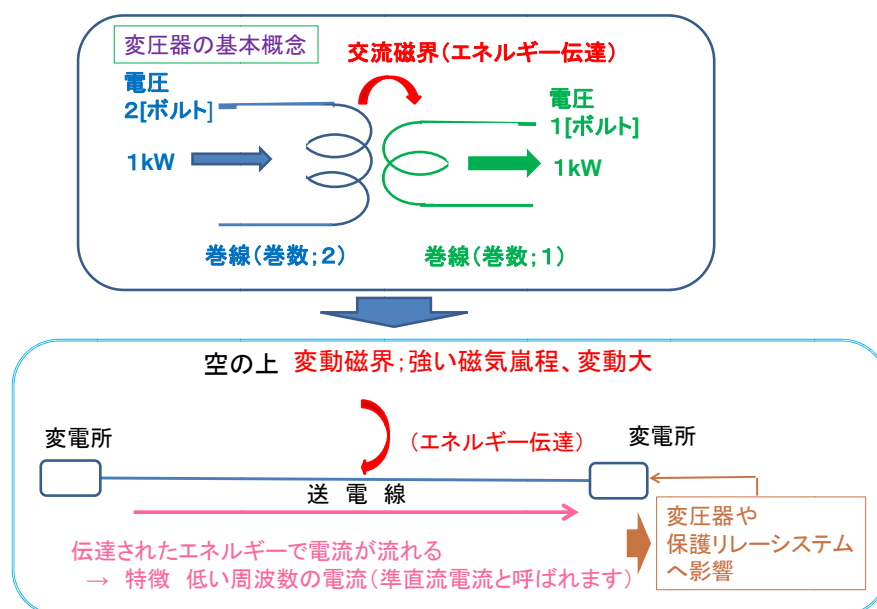 変圧器の基本概念
交流磁界(エネルギー伝達)
電圧
2[ボルト]
1kW
電圧
1[ボルト]
1kW
巻線(巻数;2)
巻線(巻数;1)
空の上 変動磁界;強い磁気嵐程、変動大
(エネルギー伝達)
変電所
変電所
送電線
伝達されたエネルギーで電流が流れる
→ 特徴 低い周波数の電流(準直流電流と呼ばれます)
変圧器や
保護リレーシステム
へ影響